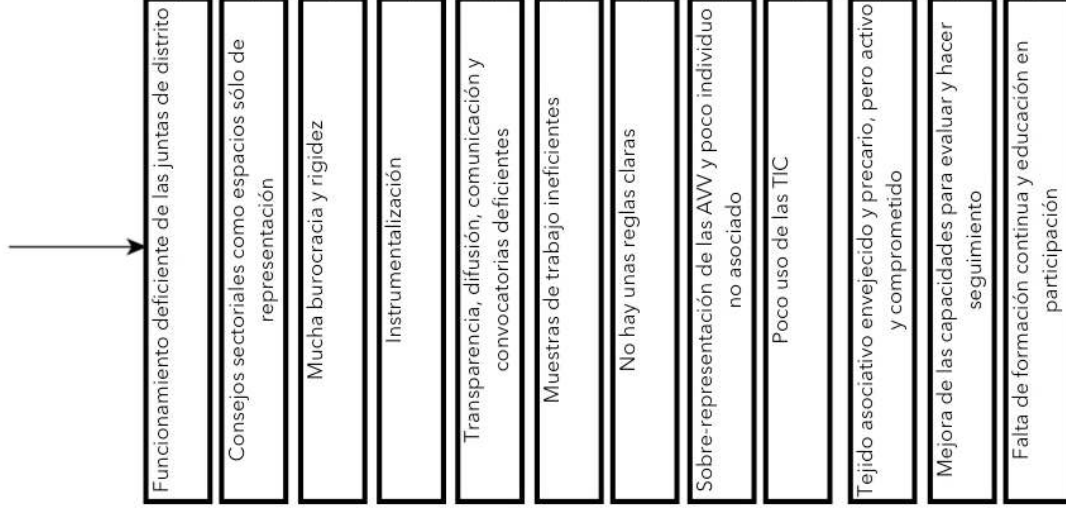 Funcionamiento deficiente de las juntas de distrito
Consejos sectoriales como espacios sólo de
representación
Mucha burocracia y rigidez
Instrumentalización
Transparencia, difusión, comunicación y
convocatorias deficientes
Muestras de trabajo ineficientes
No hay unas reglas claras
Sobre-representación de las AVV y poco individuo
no asociado
Poco uso de las TIC
Tejido asociativo envejecido y precario, pero activo
y comprometido
Mejora de las capacidades para evaluar y hacer
seguimiento
Falta de formación continua y educación en
participación